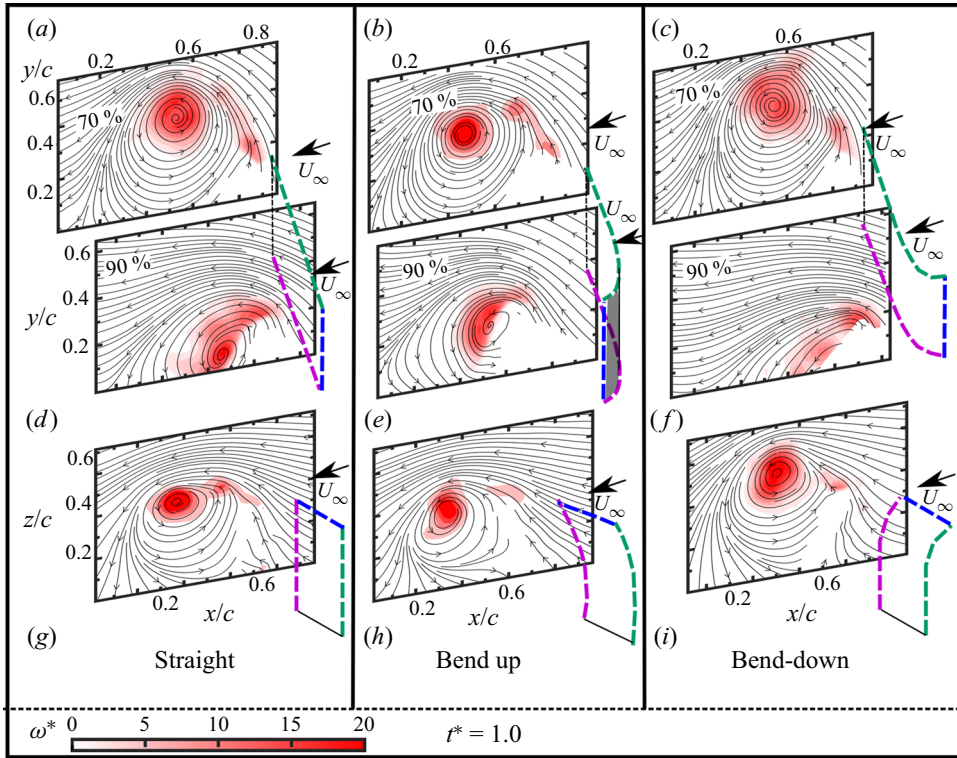 (a)
0.2
0.6
0.8
y/c
0.6
70 %
0.4
0.2
U∞
(b)
0.2
0.6
70 %
U∞
(c)
0.2
0.6
70 %
U∞
0.6
90 %
0.4
y/c
0.2
U∞
90 %
U∞
90 %
U∞
(d)
(e)
(f)
0.6
0.4
z/c
0.2
U∞
0.2
0.6
x/c
U∞
0.2
0.6
x/c
U∞
0.2
0.6
x/c
(g)
Straight
(h)
Bend up
(i)
Bend-down
ω*
0
5
10
15
20
t* = 1.0